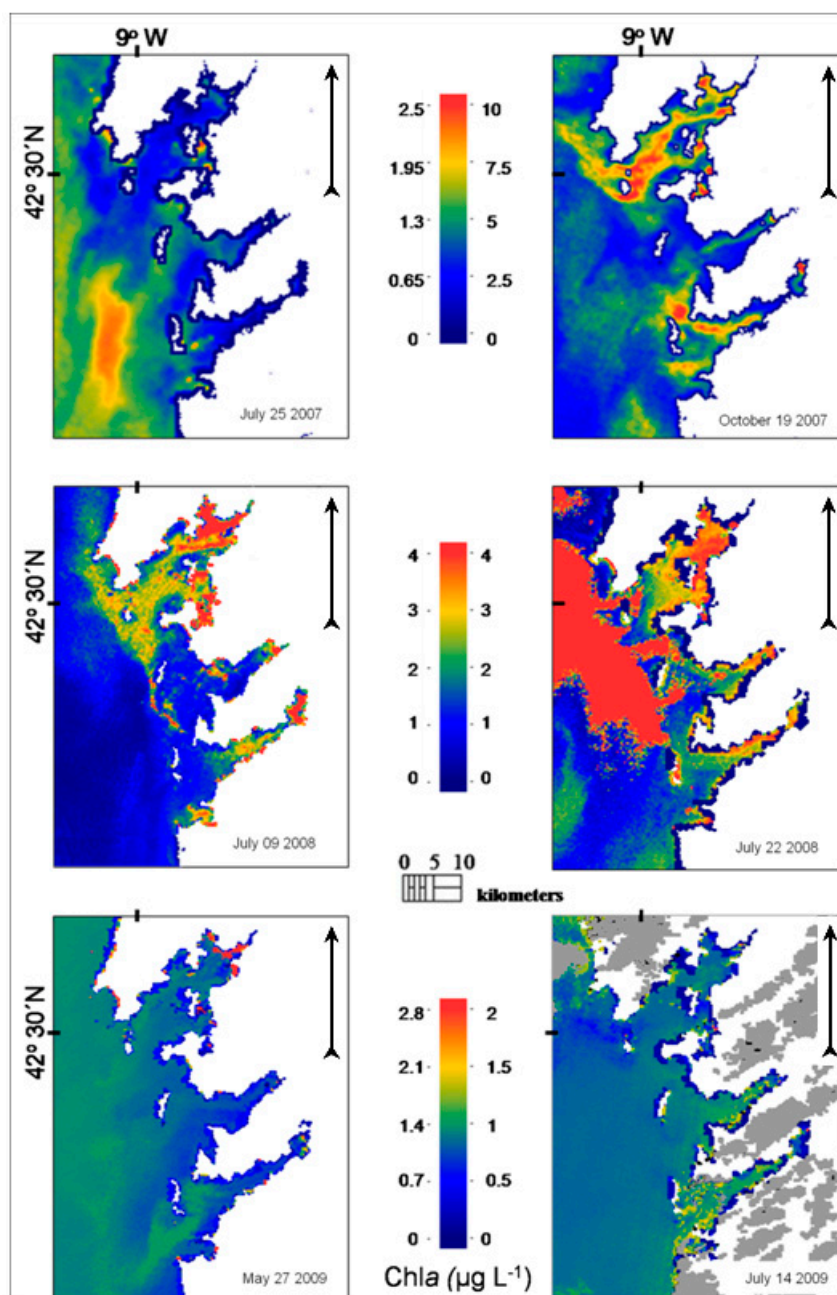 9º W
9º W
42º 30'N
2.5
10
1.95
7.5
1.3
5
0.65
2.5
0
0
July 25 2007
October 19 2007
42º 30'N
4
4
3
3
2
2
1
1
0
0
July 09 2008
July 22 2008
0 5 10
kilometers
42º 30'N
2.8
2
2.1
1.5
1.4
1
0.7
0.5
0
0
May 27 2009
July 14 2009
Chla (µg L-1)